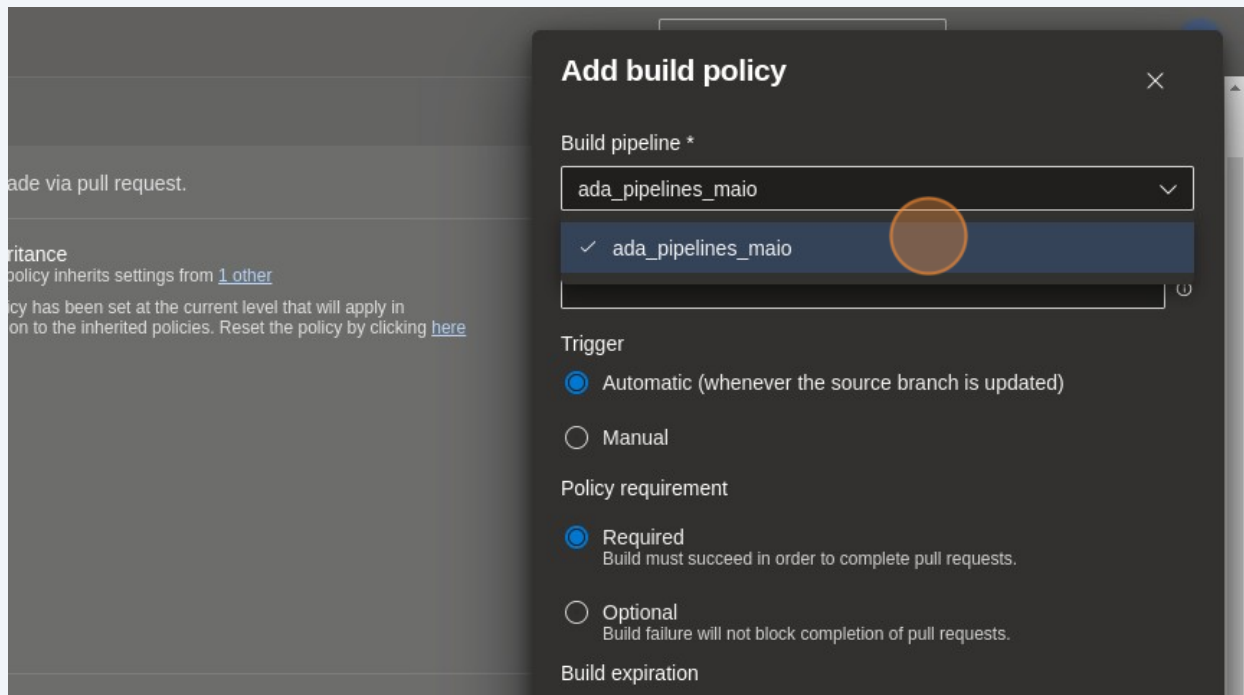 Add build policy
Build pipeline *
ada_pipelines_maio
ada_pipelines_maio
Trigger
Automatic (whenever the source branch is updated)
Manual
Policy requirement
Required
Build must succeed in order to complete pull requests.
Optional
Build failure will not block completion of pull requests.
Build expiration
ade via pull request.
ritance
policy inherits settings from 1 other
icy has been set at the current level that will apply in
on to the inherited policies. Reset the policy by clicking here